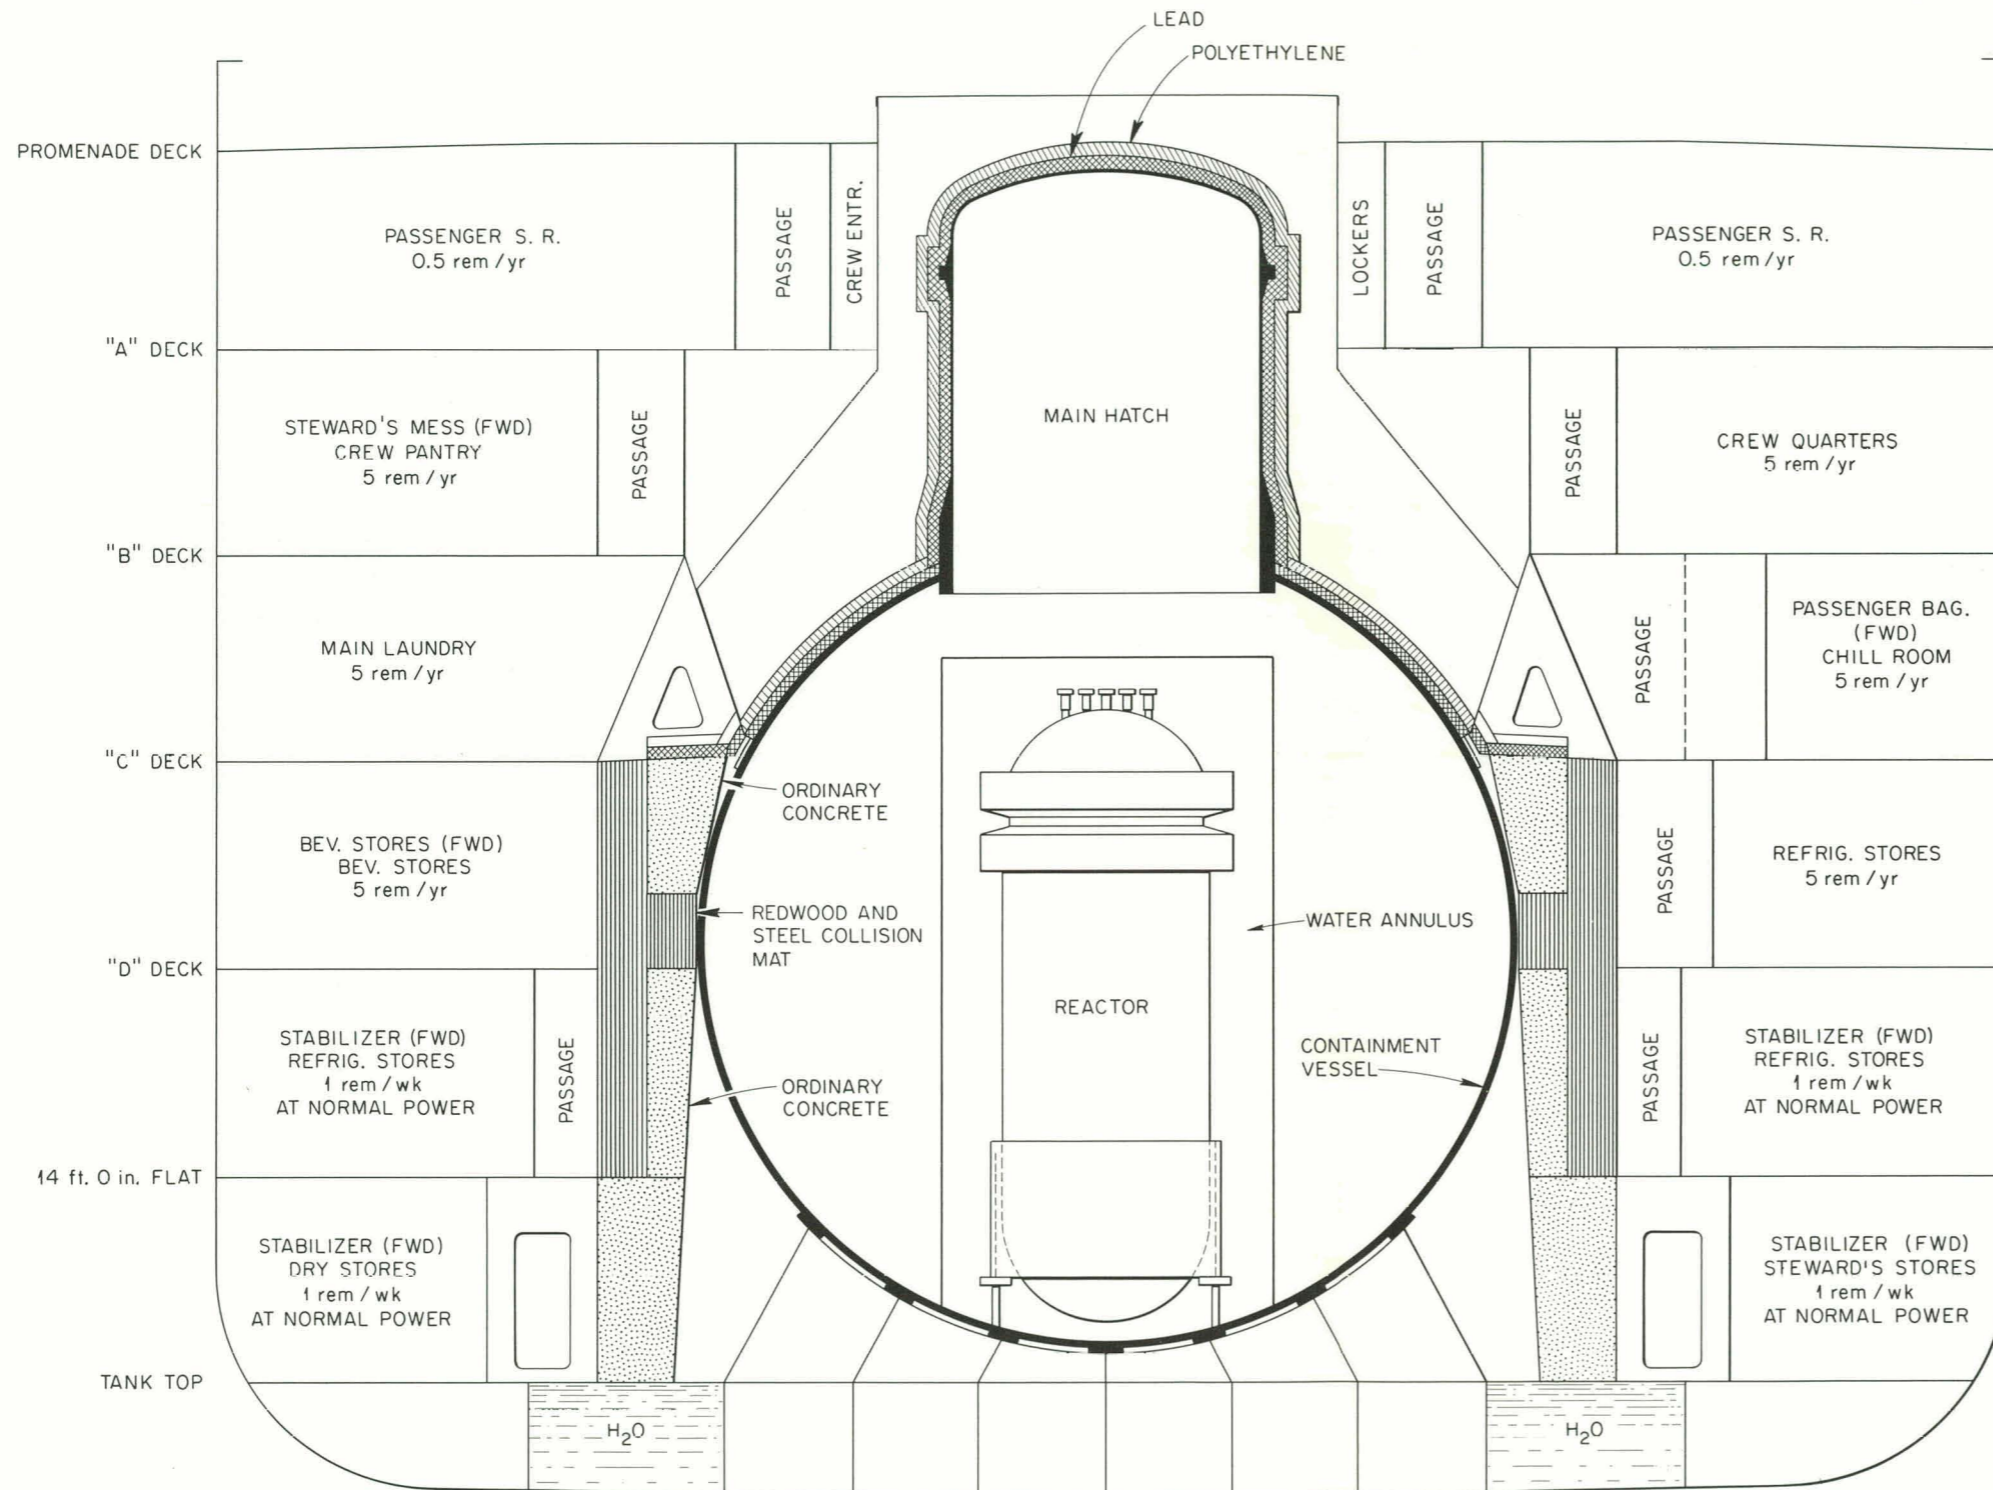 LEAD
POLYETHYLENE
PROMENADE DECK
PASSENGER S. R.
0.5 rem/yr
PASSAGE
CREW ENTR.
LOCKERS
PASSAGE
PASSENGER S. R.
0.5 rem/yr
"A" DECK
STEWARD'S MESS (FWD)
CREW PANTRY
5 rem/yr
PASSAGE
MAIN HATCH
PASSAGE
CREW QUARTERS
5 rem/yr
"B" DECK
MAIN LAUNDRY
5 rem/yr
PASSAGE
PASSENGER BAG.
(FWD)
CHILL ROOM
5 rem/yr
"C" DECK
ORDINARY
CONCRETE
BEV. STORES (FWD)
BEV. STORES
5 rem/yr
REDWOOD AND
STEEL COLLISION
MAT
WATER ANNULUS
PASSAGE
REFRIG. STORES
5 rem/yr
"D" DECK
REACTOR
STABILIZER (FWD)
REFRIG. STORES
1 rem/wk
AT NORMAL POWER
PASSAGE
ORDINARY
CONCRETE
CONTAINMENT
VESSEL
PASSAGE
STABILIZER (FWD)
REFRIG. STORES
1 rem/wk
AT NORMAL POWER
14 ft. 0 in. FLAT
STABILIZER (FWD)
DRY STORES
1 rem/wk
AT NORMAL POWER
STABILIZER (FWD)
STEWARD'S STORES
1 rem/wk
AT NORMAL POWER
TANK TOP
H₂O
H₂O